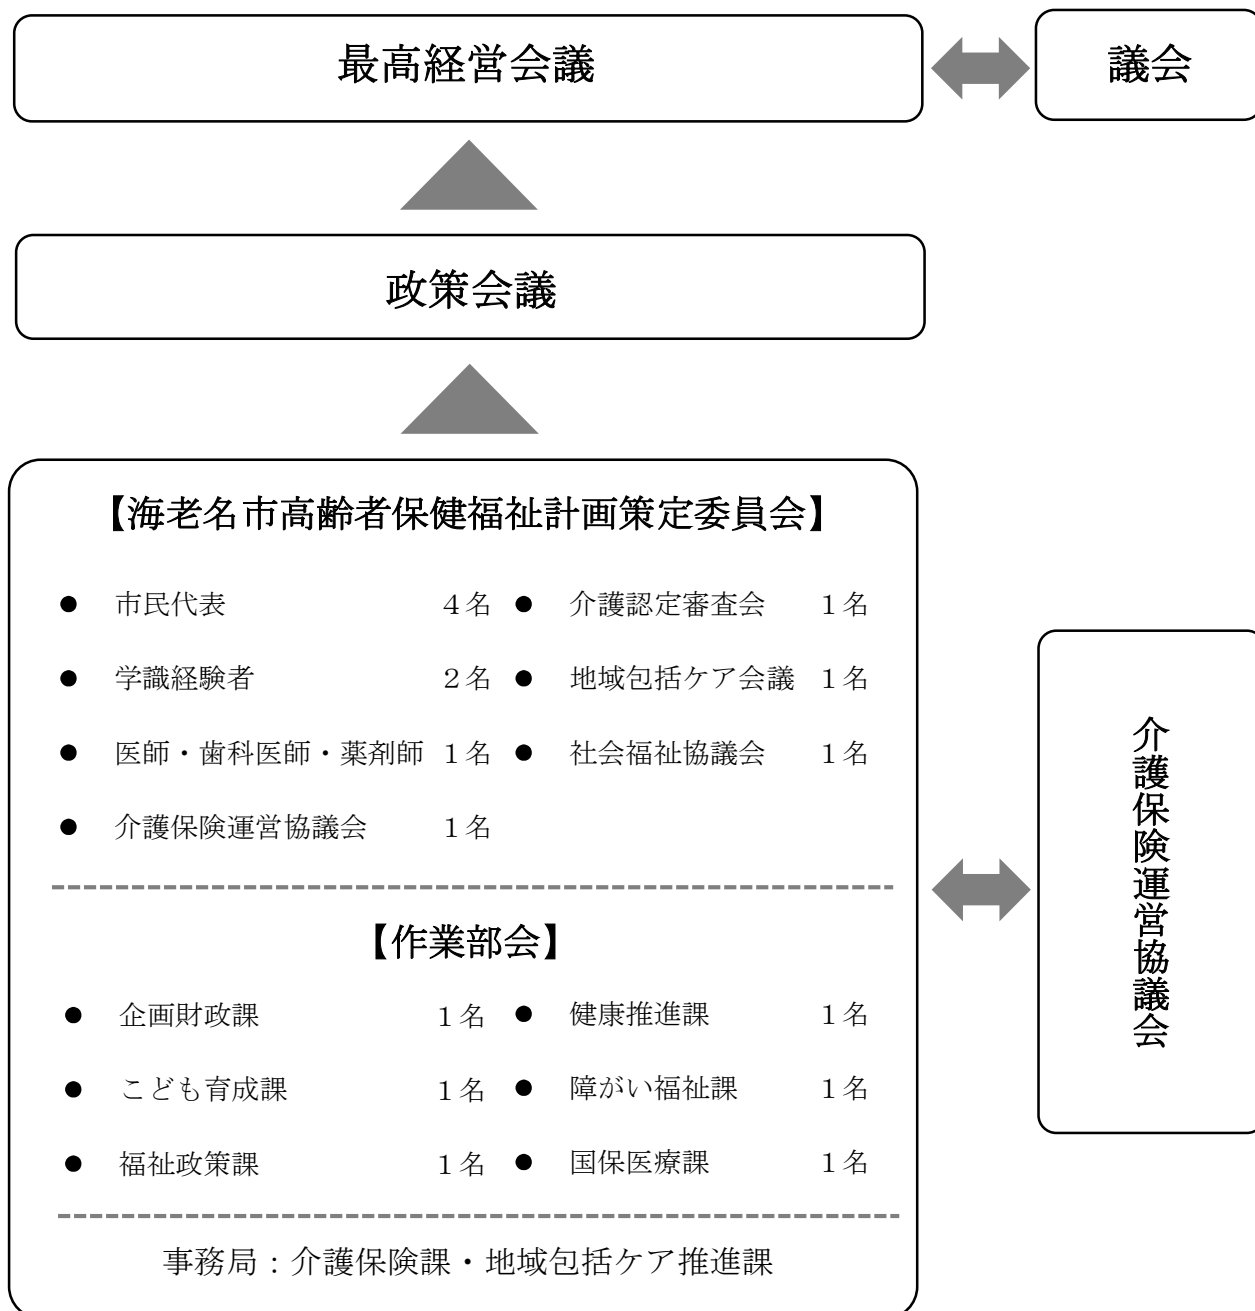 最高経営会議
議会
政策会議
【海老名市高齢者保健福祉計画策定委員会】
● 市民代表 4名 ● 介護認定審査会 1名
● 学識経験者 2名 ● 地域包括ケア会議 1名
● 医師・歯科医師・薬剤師 1名 ● 社会福祉協議会 1名
● 介護保険運営協議会 1名
【作業部会】
● 企画財政課 1名 ● 健康推進課 1名
● こども育成課 1名 ● 障がい福祉課 1名
● 福祉政策課 1名 ● 国保医療課 1名
事務局：介護保険課・地域包括ケア推進課
介護保険運営協議会